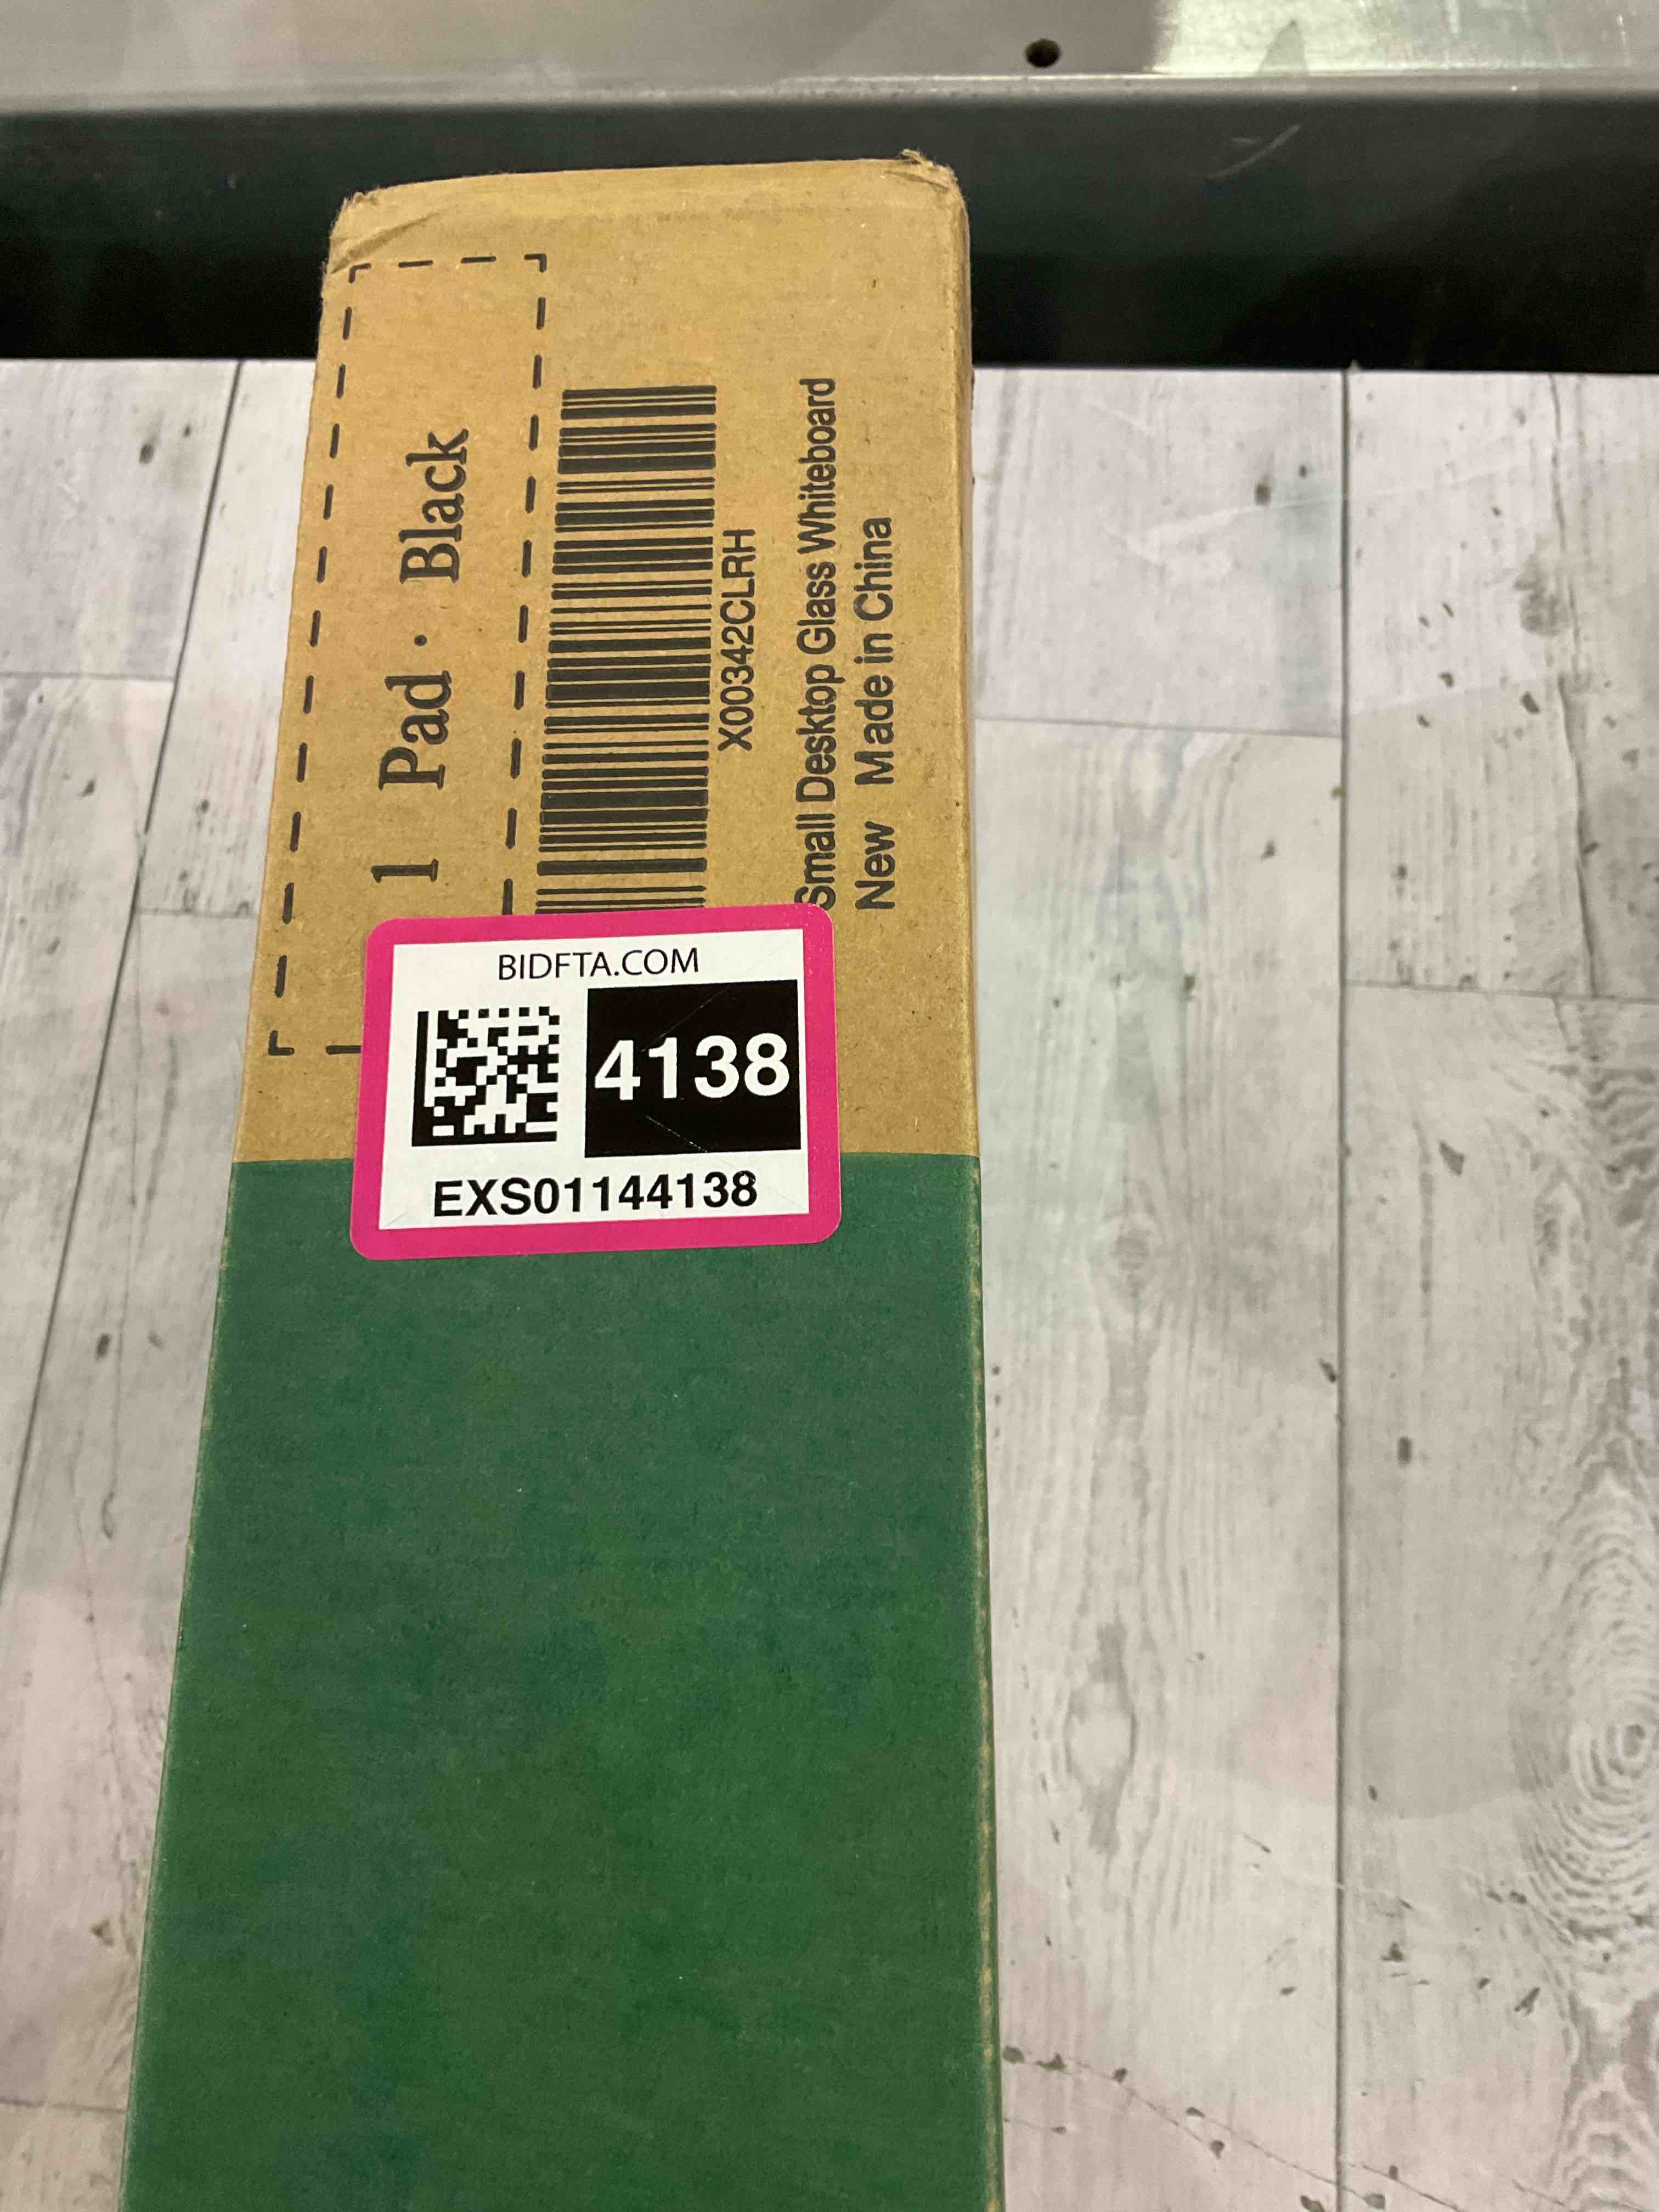 1 Pad · Black
X00342CLRH
Small Desktop Glass Whiteboard
New Made in China
BIDFTA.COM
4138
EXS01144138